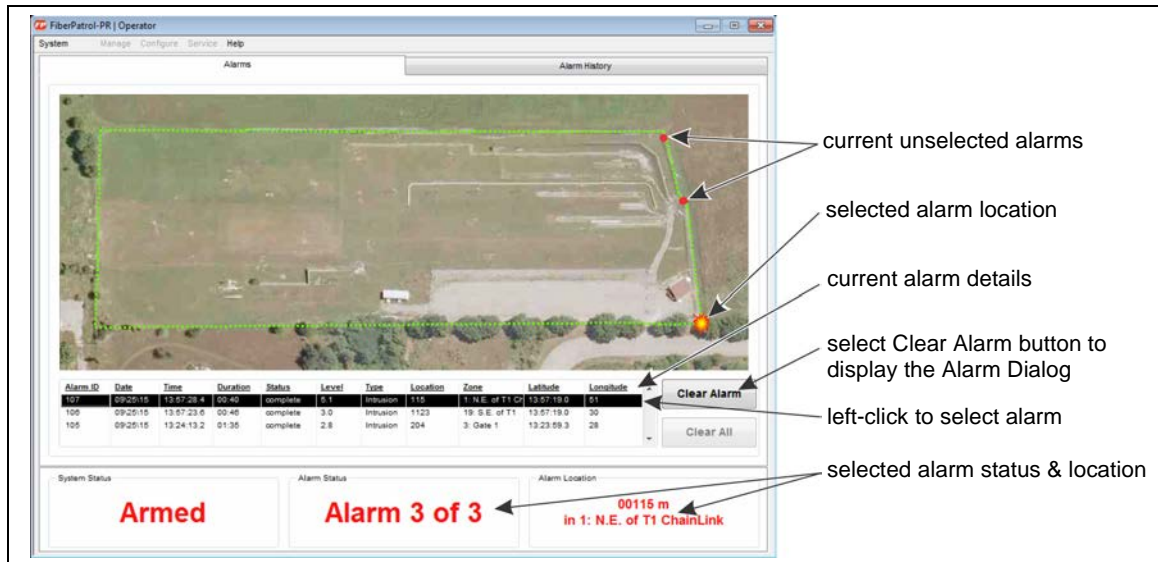 FiberPatrol-PR | Operator
System Manage Configure Service Help
Alarms Alarm History
current unselected alarms
selected alarm location
current alarm details
select Clear Alarm button to
display the Alarm Dialog
left-click to select alarm
selected alarm status & location
Alarm ID Date Time Duration Status Level Type Location Zone Latitude Longitude
107 09\25\15 13:57:28.4 00:40 complete 5.1 Intrusion 115 1: N.E. of T1 Ch 13:57:19.0 51
106 09\25\15 13:57:23.6 00:46 complete 3.0 Intrusion 1123 19: S.E. of T1 13:57:19.0 30
105 09\25\15 13:24:13.2 01:35 complete 2.8 Intrusion 204 3: Gate 1 13:23:59.3 28
Clear Alarm
Clear All
System Status Alarm Status Alarm Location
Armed
Alarm 3 of 3
00115 m
in 1: N.E. of T1 ChainLink